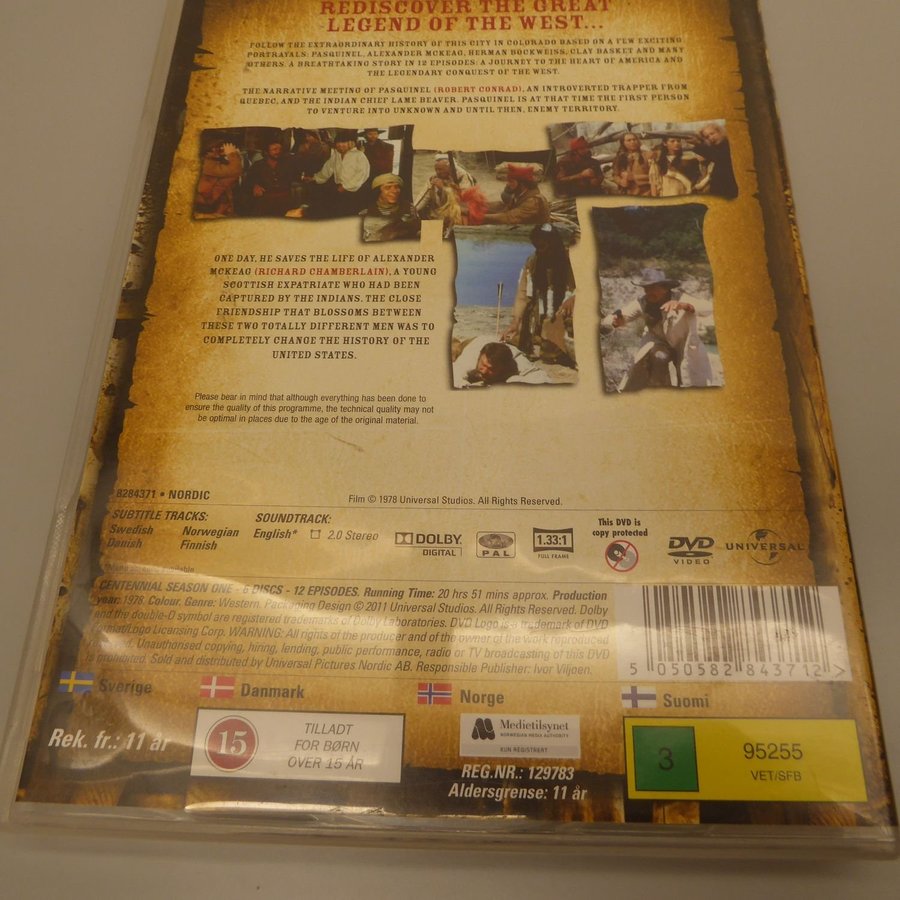 REDISCOVER THE GREAT
LEGEND OF THE WEST...
FOLLOW THE EXTRAORDINARY HISTORY OF THIS CITY IN COLORADO BASED ON A FEW EXCITING
PORTRAYALS: PASQUINEL, ALEXANDER MCKEAG, HERMAN BOCKWEISS, CLAY BASKET AND MANY
OTHERS. A BREATHTAKING STORY IN 12 EPISODES: A JOURNEY TO THE HEART OF AMERICA AND
THE LEGENDARY CONQUEST OF THE WEST.
THE NARRATIVE MEETING OF PASQUINEL (ROBERT CONRAD), AN INTROVERTED TRAPPER FROM
QUEBEC, AND THE INDIAN CHIEF LAME BEAVER. PASQUINEL IS AT THAT TIME THE FIRST PERSON
TO VENTURE INTO UNKNOWN AND UNTIL THEN, ENEMY TERRITORY.
ONE DAY, HE SAVES THE LIFE OF ALEXANDER
MCKEAG (RICHARD CHAMBERLAIN), A YOUNG
SCOTTISH EXPATRIATE WHO HAD BEEN
CAPTURED BY THE INDIANS. THE CLOSE
FRIENDSHIP THAT BLOSSOMS BETWEEN
THESE TWO TOTALLY DIFFERENT MEN WAS TO
COMPLETELY CHANGE THE HISTORY OF THE
UNITED STATES.
Please bear in mind that although everything has been done to
ensure the quality of this programme, the technical quality may not
be optimal in places due to the age of the original material.
8284371 • NORDIC
Film © 1978 Universal Studios. All Rights Reserved.
SUBTITLE TRACKS:
Swedish Norwegian
Danish Finnish
SOUNDTRACK:
English* 2.0 Stereo
DOLBY
DIGITAL
PAL
1.33:1
FULL FRAME
This DVD is
copy protected
DVD
VIDEO
UNIVERSAL
available
CENTENNIAL SEASON ONE - 6 DISCS - 12 EPISODES. Running Time: 20 hrs 51 mins approx. Production
year: 1978. Colour. Genre: Western. Packaging Design © 2011 Universal Studios. All Rights Reserved. Dolby
and the double-D symbol are registered trademarks of Dolby Laboratories. DVD Logo is a trademark of DVD
Format/Logo Licensing Corp. WARNING: All rights of the producer and of the owner of the work reproduced
Unauthorised copying, hiring, lending, public performance, radio or TV broadcasting of this DVD
is prohibited. Sold and distributed by Universal Pictures Nordic AB. Responsible Publisher: Ivor Viljoen.
5 050582 843712 >
Sverige
Danmark
Norge
Suomi
Rek. fr.: 11 år
15
TILLADT
FOR BØRN
OVER 15 ÅR
Medietilsynet
NORWEGIAN MEDIA AUTHORITY
KUN REGISTRERT
REG.NR.: 129783
Aldersgrense: 11 år
3
95255
VET/SFB